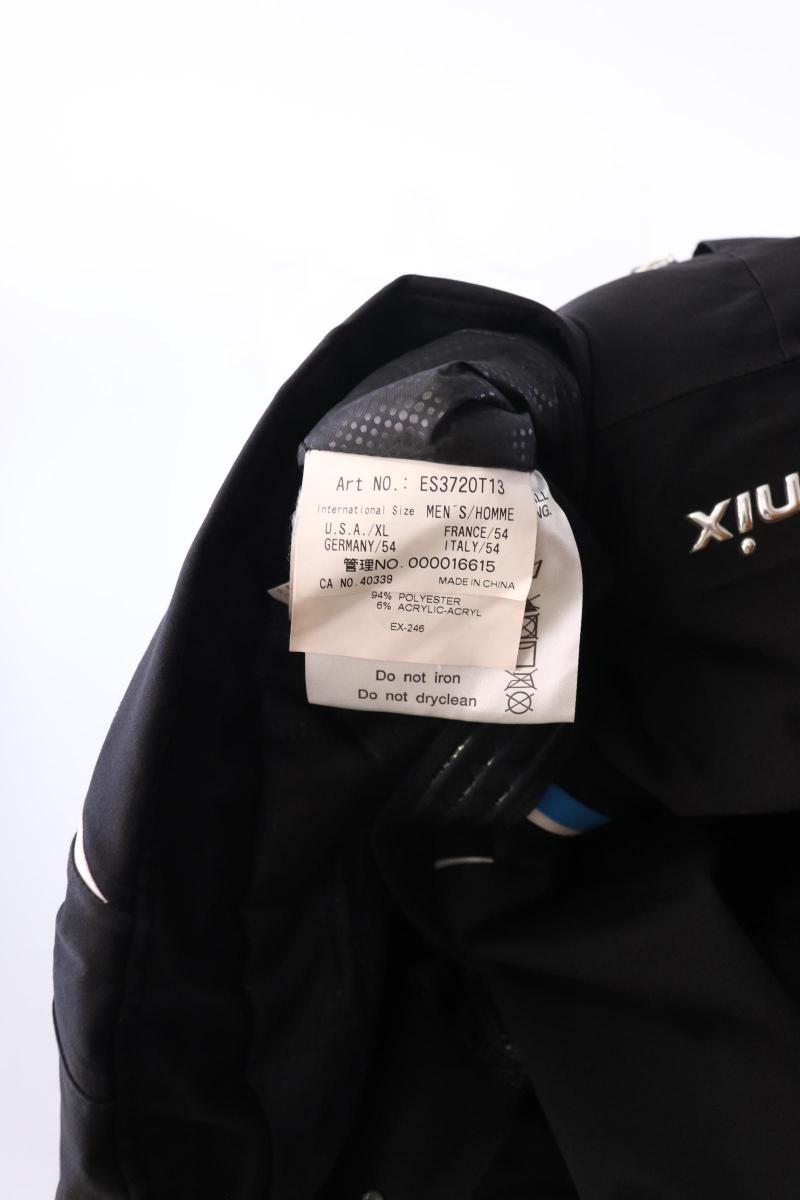 Art NO.: ES3720T13
International Size MEN'S/HOMME
U.S.A./XL FRANCE/54
GERMANY/54 ITALY/54
管理NO. 000016615
CA NO. 40339 MADE IN CHINA
94% POLYESTER
6% ACRYLIC-ACRYL
EX-246
Do not iron
Do not dryclean
nix